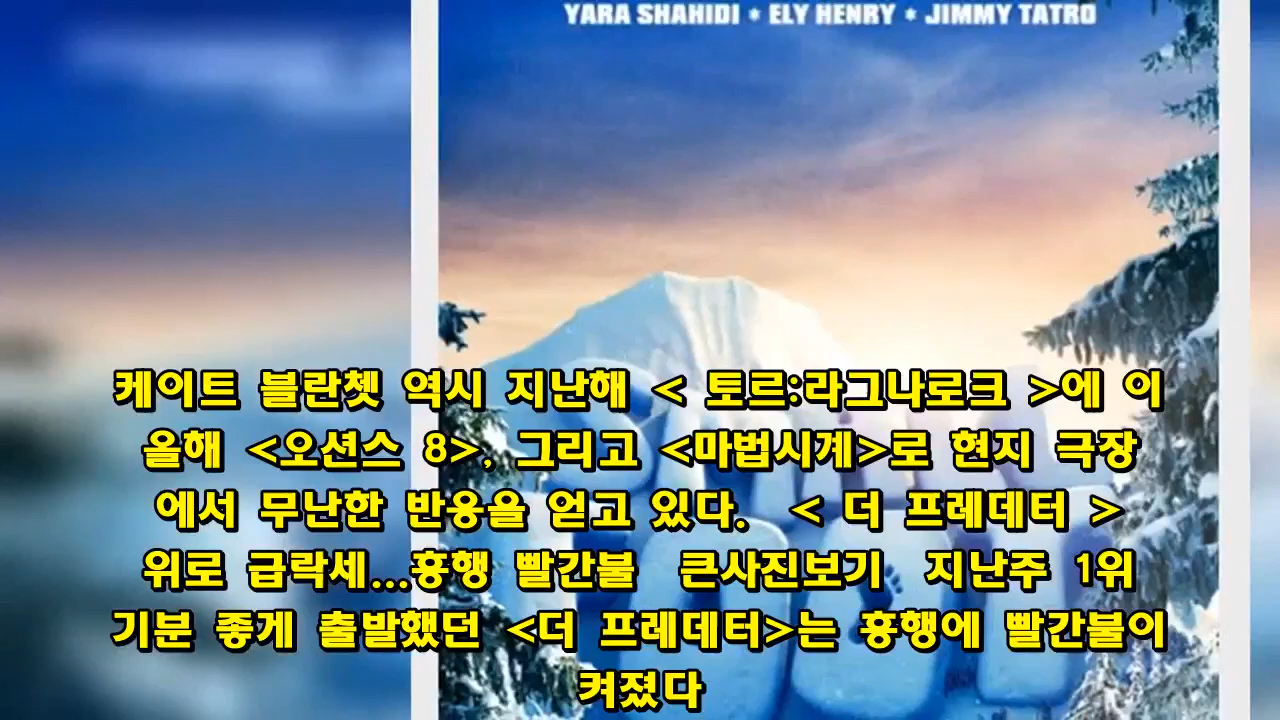 YARA SHAHIDI * ELY HENRY * JIMMY TATRO
케이트 블란쳇 역시 지난해 < 토르:라그나로크 >에 이
올해 <오션스 8>, 그리고 <마법시계>로 현지 극장
에서 무난한 반응을 얻고 있다. < 더 프레데터 >
위로 급락세...흥행 빨간불 큰사진보기 지난주 1위
기분 좋게 출발했던 <더 프레데터>는 흥행에 빨간불이
켜졌다